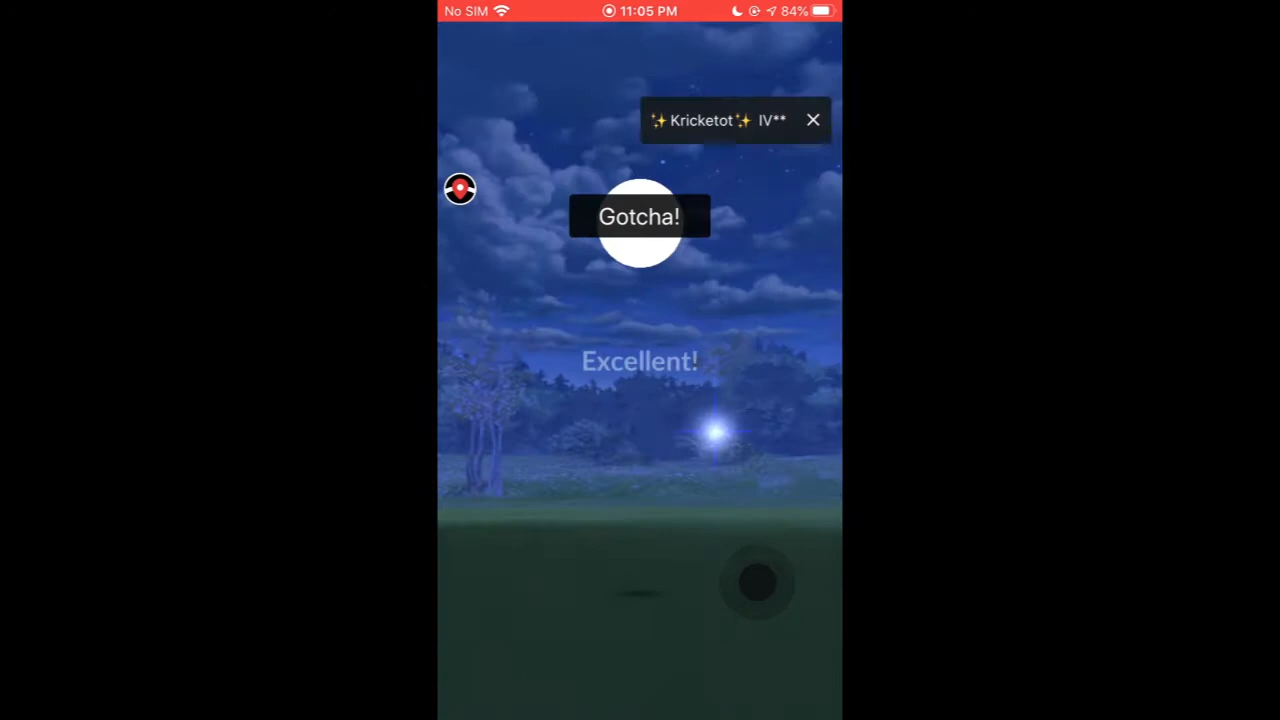 No SIM 11:05 PM 84%
✨Kricketot✨ IV**
Gotcha!
Excellent!